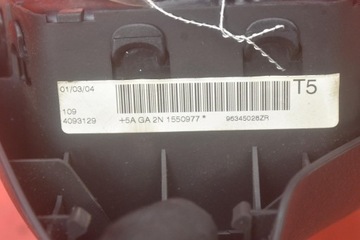 01/03/04
T5
109
4093129 +5A GA 2N 1550977 * 96345028ZR